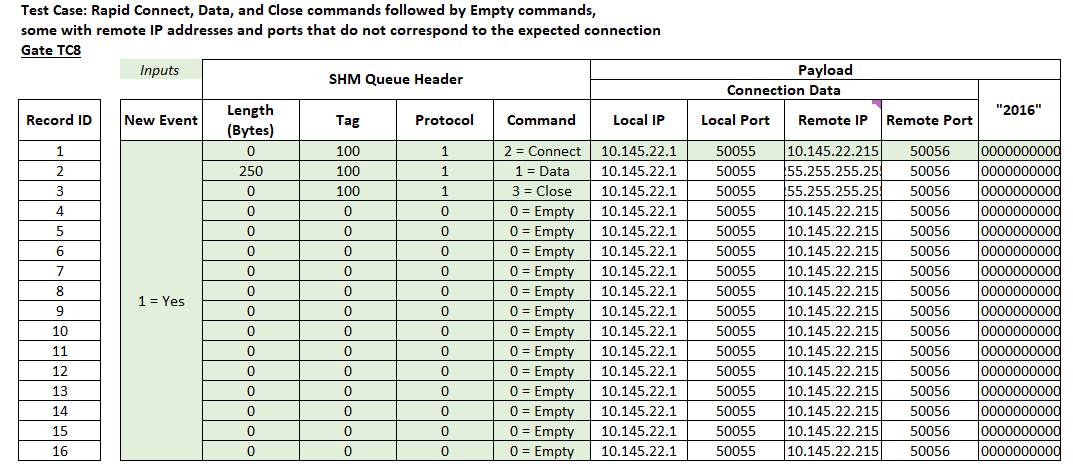 Test Case: Rapid Connect, Data, and Close commands followed by Empty commands,
some with remote IP addresses and ports that do not correspond to the expected connection
Gate TC8
Inputs SHM Queue Header Payload
Connection Data
Record ID New Event Length (Bytes) Tag Protocol Command Local IP Local Port Remote IP Remote Port "2016"
1 0 100 1 2 = Connect 10.145.22.1 50055 10.145.22.215 50056 0000000000
2 250 100 1 1 = Data 10.145.22.1 50055 55.255.255.25 50056 0000000000
3 0 100 1 3 = Close 10.145.22.1 50055 55.255.255.25 50056 0000000000
4 0 0 0 0 = Empty 10.145.22.1 50055 10.145.22.215 50056 0000000000
5 0 0 0 0 = Empty 10.145.22.1 50055 10.145.22.215 50056 0000000000
6 0 0 0 0 = Empty 10.145.22.1 50055 10.145.22.215 50056 0000000000
7 0 0 0 0 = Empty 10.145.22.1 50055 10.145.22.215 50056 0000000000
8 0 0 0 0 = Empty 10.145.22.1 50055 10.145.22.215 50056 0000000000
1 = Yes
9 0 0 0 0 = Empty 10.145.22.1 50055 10.145.22.215 50056 0000000000
10 0 0 0 0 = Empty 10.145.22.1 50055 10.145.22.215 50056 0000000000
11 0 0 0 0 = Empty 10.145.22.1 50055 10.145.22.215 50056 0000000000
12 0 0 0 0 = Empty 10.145.22.1 50055 10.145.22.215 50056 0000000000
13 0 0 0 0 = Empty 10.145.22.1 50055 10.145.22.215 50056 0000000000
14 0 0 0 0 = Empty 10.145.22.1 50055 10.145.22.215 50056 0000000000
15 0 0 0 0 = Empty 10.145.22.1 50055 10.145.22.215 50056 0000000000
16 0 0 0 0 = Empty 10.145.22.1 50055 10.145.22.215 50056 0000000000